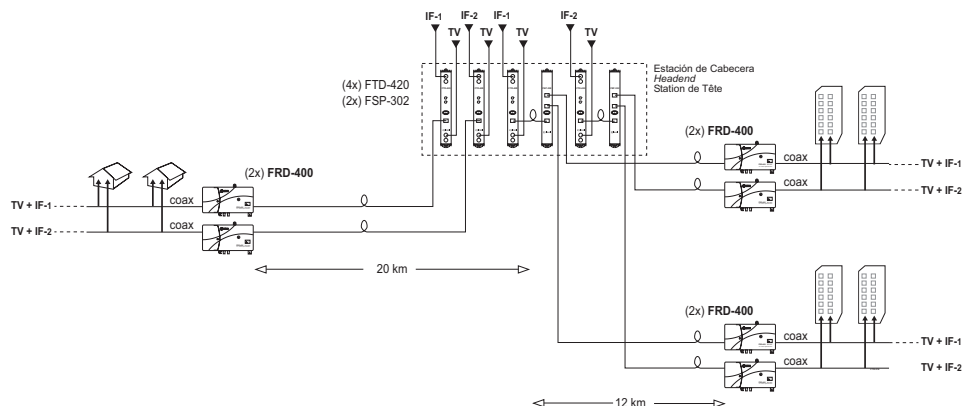 IF-1
IF-2
IF-1
IF-2
TV
TV
TV
TV
(4x) FTD-420
(2x) FSP-302
Estación de Cabecera
Headend
Station de Tête
(2x) FRD-400
coax
TV + IF-1
TV + IF-2
(2x) FRD-400
coax
coax
TV + IF-1
TV + IF-2
coax
20 km
(2x) FRD-400
coax
TV + IF-1
coax
TV + IF-2
12 km